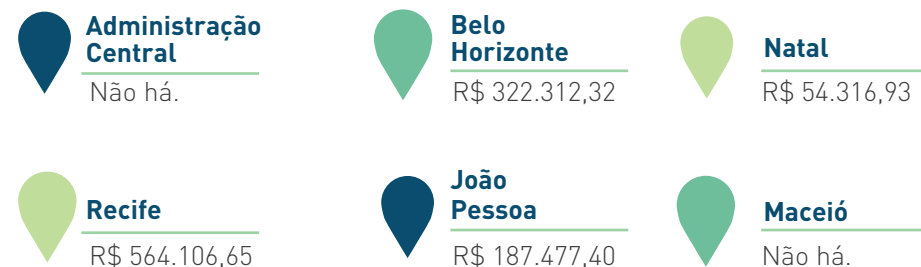 Administração
Central
Não há.
Belo
Horizonte
R$ 322.312,32
Natal
R$ 54.316,93
Recife
R$ 564.106,65
João
Pessoa
R$ 187.477,40
Maceió
Não há.